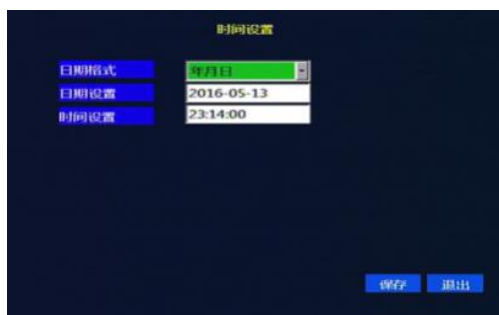 时间设置
日期格式 年月日
日期设置 2016-05-13
时间设置 23:14:00
保存 退出